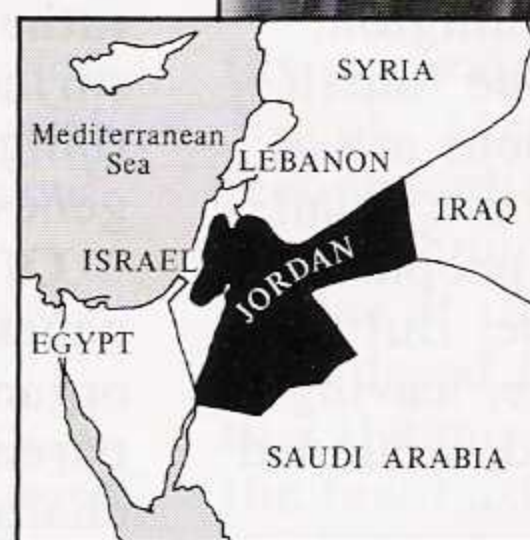 SYRIA
Mediterranean
Sea
LEBANON
IRAQ
ISRAEL
JORDAN
EGYPT
SAUDI ARABIA